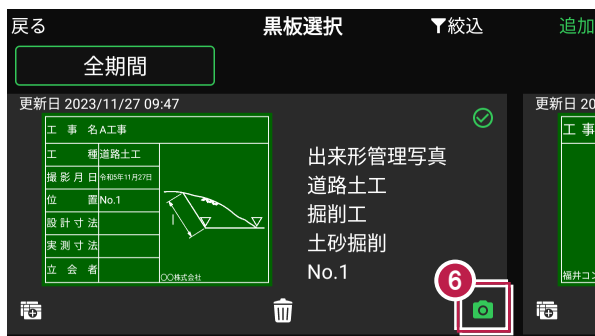 戻る
黒板選択
絞込
追加
全期間
更新日 2023/11/27 09:47
工 事 名 A工事
工 種 道路土工
撮影月日 令和5年11月27日
位 置 No.1
設計寸法
実測寸法
立 会 者
〇〇株式会社
l
出来形管理写真
道路土工
掘削工
土砂掘削
No.1
6
更新日 20
工 事
福井コン